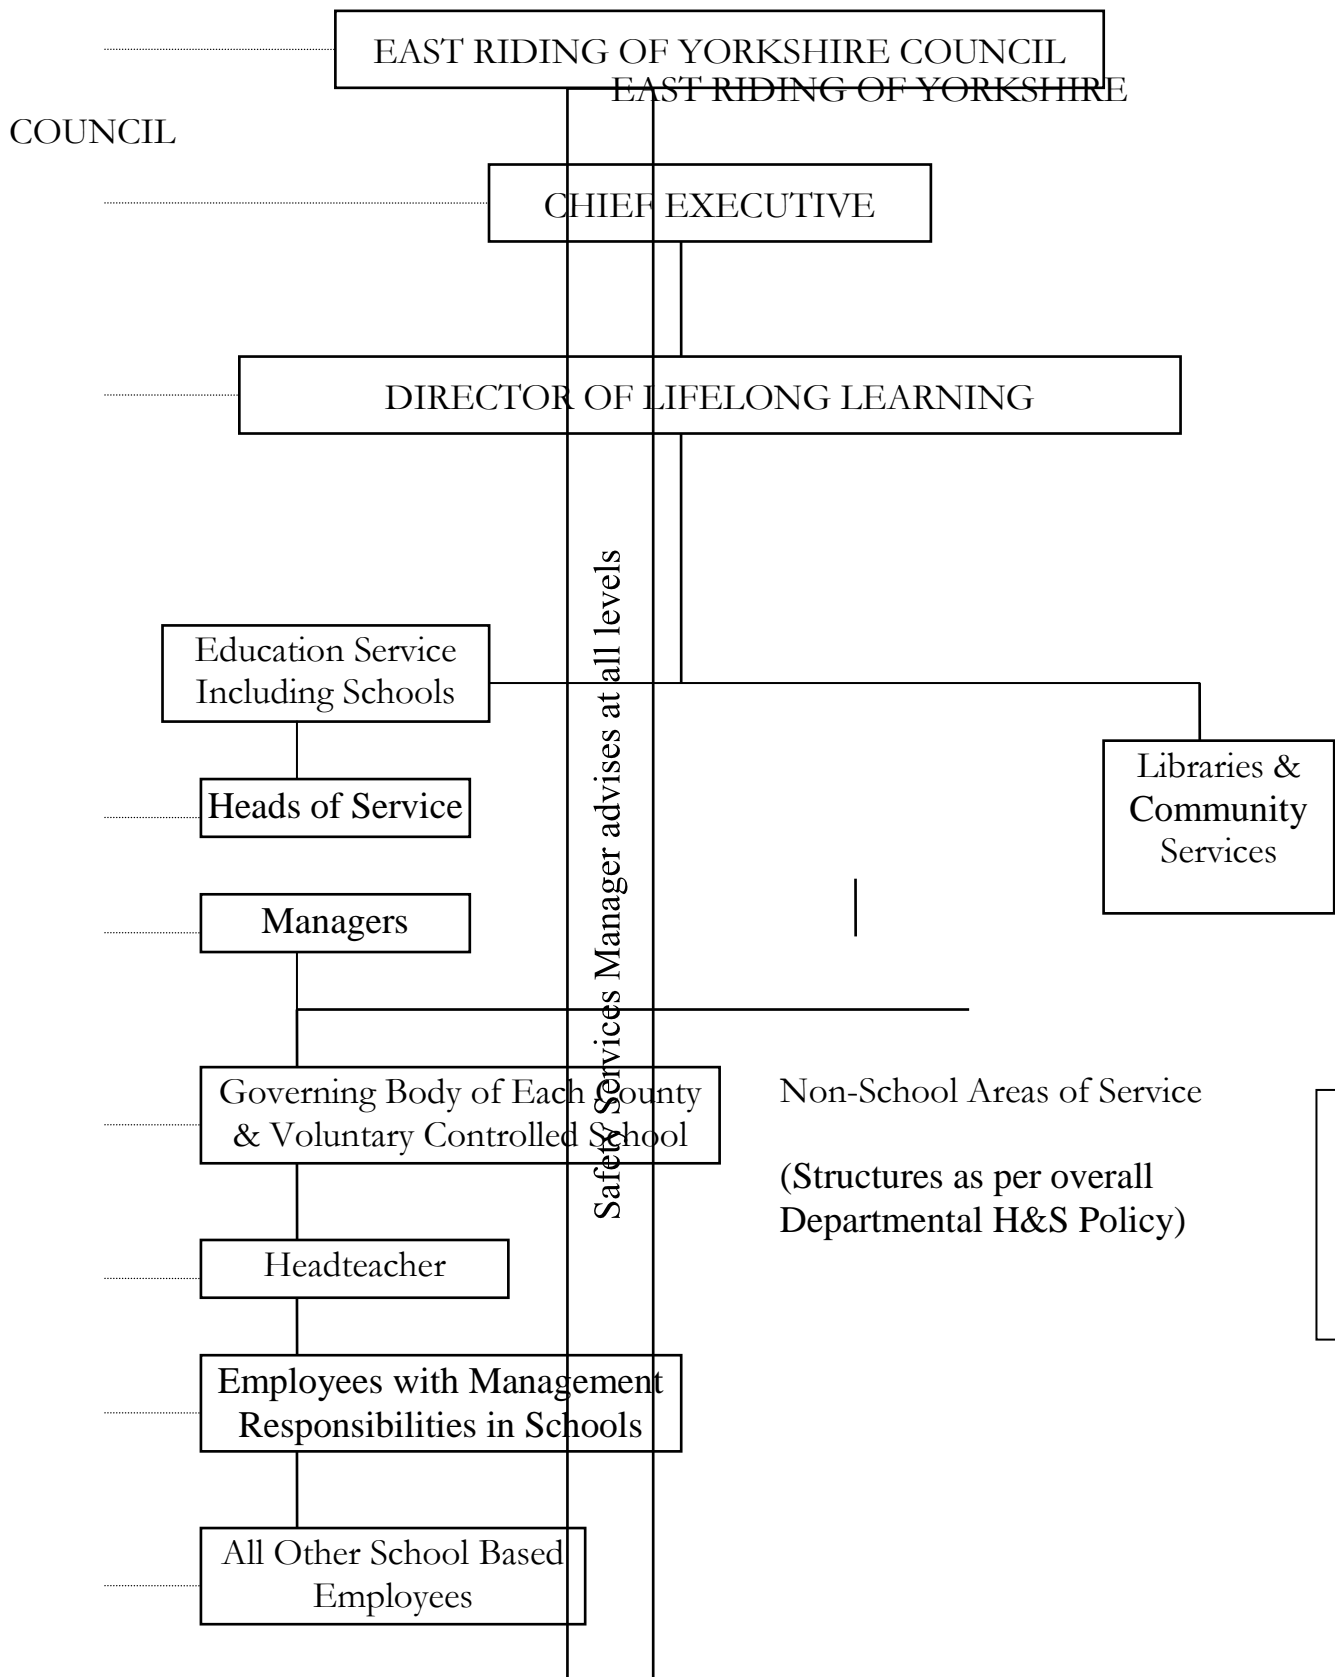 EAST RIDING OF YORKSHIRE COUNCIL
EAST RIDING OF YORKSHIRE
COUNCIL
CHIEF EXECUTIVE
DIRECTOR OF LIFELONG LEARNING
Safety Services Manager advises at all levels
Education Service
Including Schools
Libraries &
Community
Services
Heads of Service
Managers
Governing Body of Each County
& Voluntary Controlled School
Non-School Areas of Service
(Structures as per overall
Departmental H&S Policy)
Headteacher
Employees with Management
Responsibilities in Schools
All Other School Based
Employees